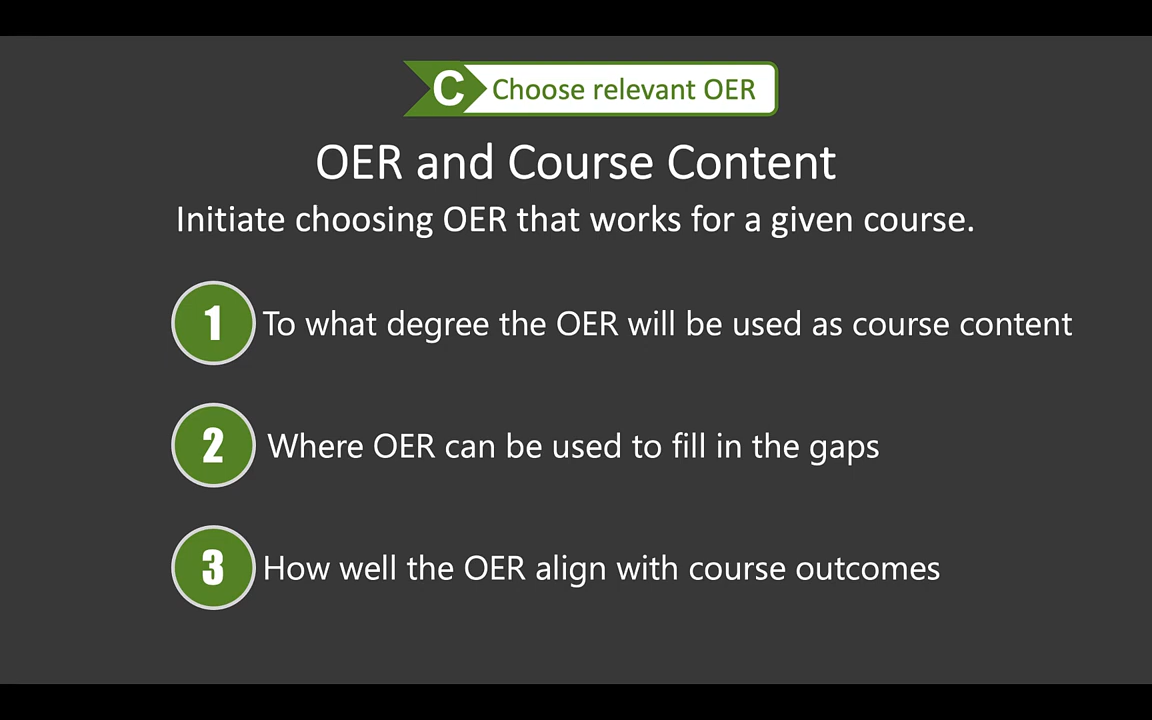 C Choose relevant OER
OER and Course Content
Initiate choosing OER that works for a given course.
1 To what degree the OER will be used as course content
2 Where OER can be used to fill in the gaps
3 How well the OER align with course outcomes